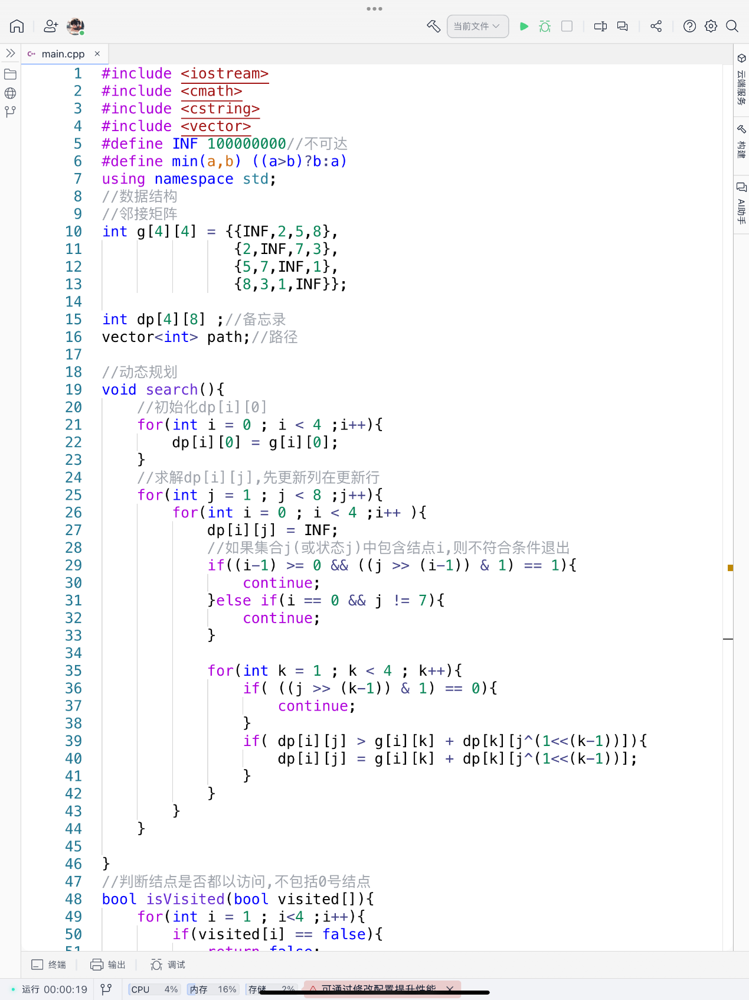 当前文件
main.cpp
云端服务
构建
AI助手
1 #include <iostream>
2 #include <cmath>
3 #include <cstring>
4 #include <vector>
5 #define INF 100000000//不可达
6 #define min(a,b) ((a>b)?b:a)
7 using namespace std;
8 //数据结构
9 //邻接矩阵
10 int g[4][4] = {{INF,2,5,8},
11 {2,INF,7,3},
12 {5,7,INF,1},
13 {8,3,1,INF}};
14
15 int dp[4][8] ;//备忘录
16 vector<int> path;//路径
17
18 //动态规划
19 void search(){
20 //初始化dp[i][0]
21 for(int i = 0 ; i < 4 ;i++){
22 dp[i][0] = g[i][0];
23 }
24 //求解dp[i][j],先更新列在更新行
25 for(int j = 1 ; j < 8 ;j++){
26 for(int i = 0 ; i < 4 ;i++ ){
27 dp[i][j] = INF;
28 //如果集合j(或状态j)中包含结点i,则不符合条件退出
29 if((i-1) >= 0 && ((j >> (i-1)) & 1) == 1){
30 continue;
31 }else if(i == 0 && j != 7){
32 continue;
33 }
34
35 for(int k = 1 ; k < 4 ; k++){
36 if( ((j >> (k-1)) & 1) == 0){
37 continue;
38 }
39 if( dp[i][j] > g[i][k] + dp[k][j^(1<<(k-1))]){
40 dp[i][j] = g[i][k] + dp[k][j^(1<<(k-1))];
41 }
42 }
43 }
44 }
45
46 }
47 //判断结点是否都以访问,不包括0号结点
48 bool isVisited(bool visited[]){
49 for(int i = 1 ; i<4 ;i++){
50 if(visited[i] == false){
51 return false;
终端 输出 调试
运行 00:00:19 CPU 4% 内存 16% 存储 2% 可通过修改配置提升性能